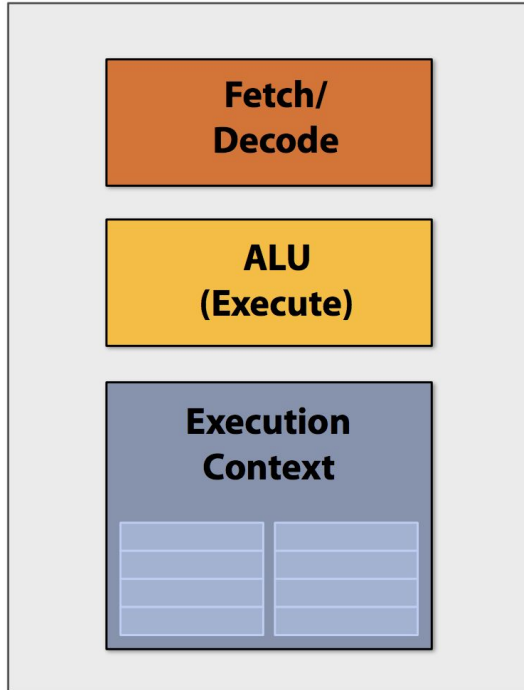 Fetch/
Decode
ALU
(Execute)
Execution
Context